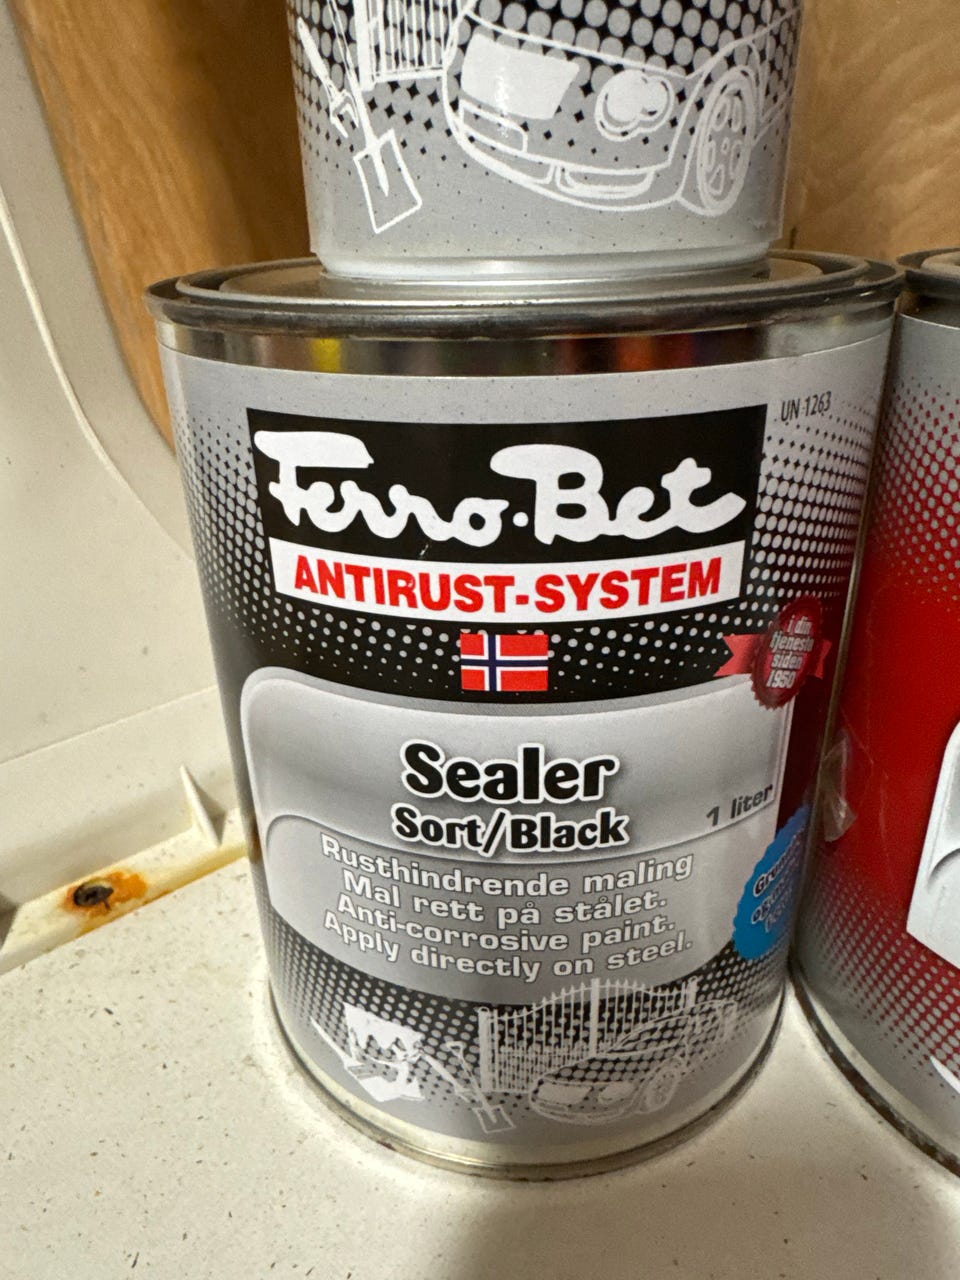 UN 1263
Ferro-Bet
ANTIRUST-SYSTEM
i din
tjeneste
siden
1950
Sealer
Sort/Black
1 liter
Rusthindrende maling
Mal rett på stålet.
Anti-corrosive paint.
Apply directly on steel.